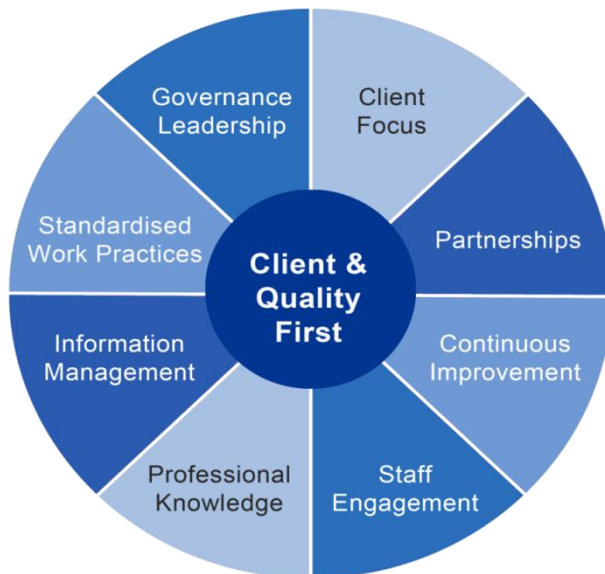 Governance
Leadership
Client
Focus
Standardised
Work Practices
Partnerships
Client &
Quality
First
Information
Management
Continuous
Improvement
Professional
Knowledge
Staff
Engagement